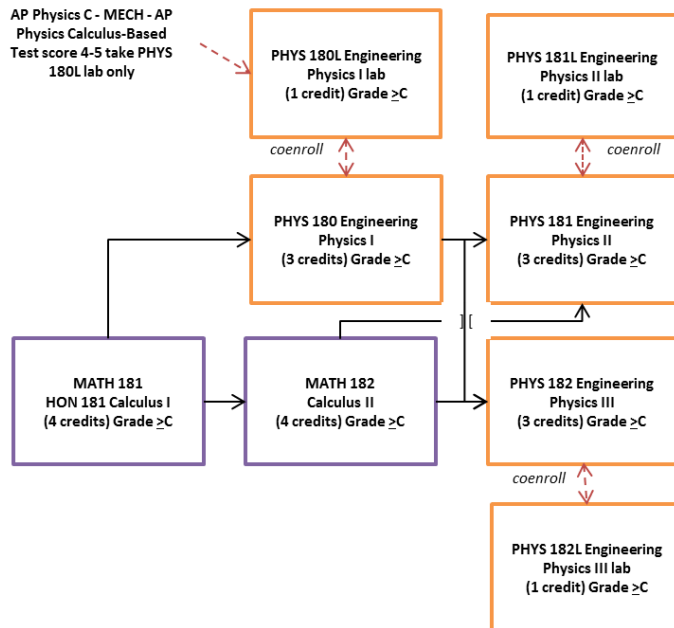 AP Physics C - MECH - AP
Physics Calculus-Based
Test score 4-5 take PHYS
180L lab only
PHYS 180L Engineering
Physics I lab
(1 credit) Grade >C
PHYS 181L Engineering
Physics II lab
(1 credit) Grade >C
coenroll
coenroll
PHYS 180 Engineering
Physics I
(3 credits) Grade >C
PHYS 181 Engineering
Physics II
(3 credits) Grade >C
] [
MATH 181
HON 181 Calculus I
(4 credits) Grade >C
MATH 182
Calculus II
(4 credits) Grade >C
PHYS 182 Engineering
Physics III
(3 credits) Grade >C
coenroll
PHYS 182L Engineering
Physics III lab
(1 credit) Grade >C